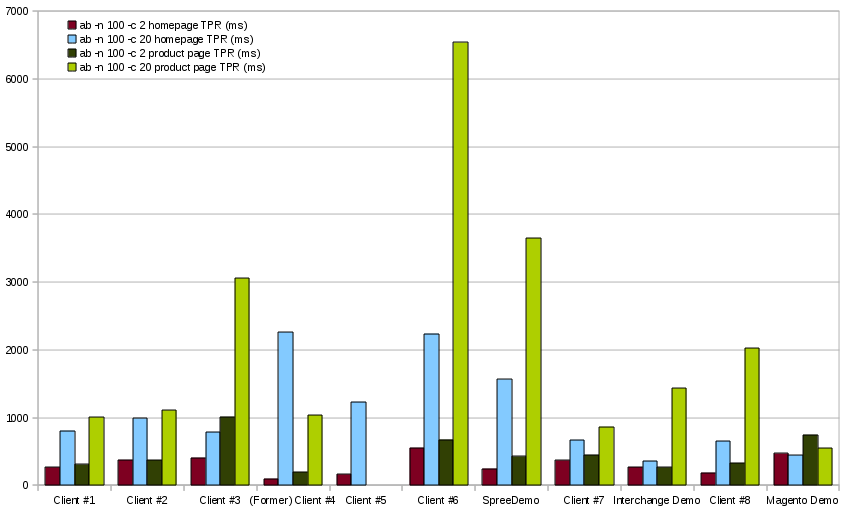 7000
ab -n 100 -c 2 homepage TPR (ms)
ab -n 100 -c 20 homepage TPR (ms)
ab -n 100 -c 2 product page TPR (ms)
ab -n 100 -c 20 product page TPR (ms)
6000
5000
4000
3000
2000
1000
0
Client #1 Client #2 Client #3 (Former) Client #4 Client #5 Client #6 SpreeDemo Client #7 Interchange Demo Client #8 Magento Demo